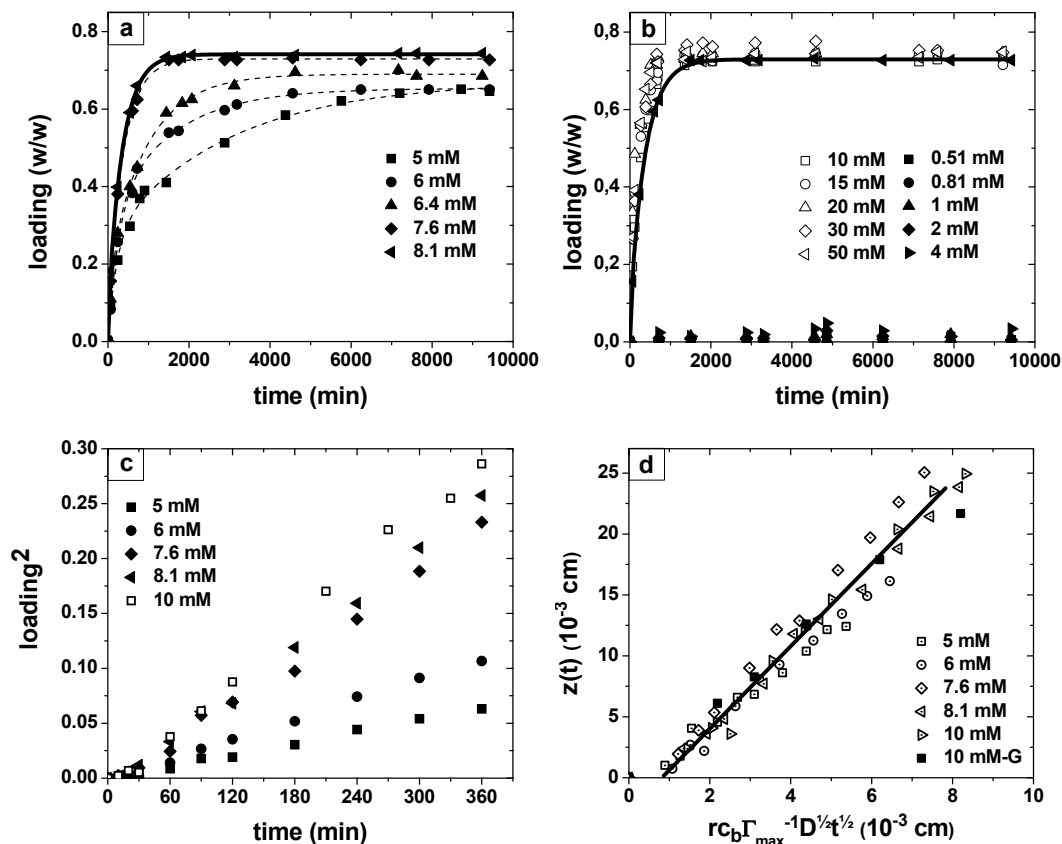 a
0.8
0.6
0.4
0.2
0.0
loading (w/w)
5 mM
6 mM
6.4 mM
7.6 mM
8.1 mM
0 2000 4000 6000 8000 10000
time (min)
b
0,8
0,6
0,4
0,2
0,0
loading (w/w)
10 mM 0.51 mM
15 mM 0.81 mM
20 mM 1 mM
30 mM 2 mM
50 mM 4 mM
0 2000 4000 6000 8000 10000
time (min)
c
0.30
0.25
0.20
0.15
0.10
0.05
0.00
loading²
5 mM
6 mM
7.6 mM
8.1 mM
10 mM
0 60 120 180 240 300 360
time (min)
d
25
20
15
10
5
0
z(t) (10⁻³ cm)
5 mM
6 mM
7.6 mM
8.1 mM
10 mM
10 mM-G
0 2 4 6 8 10
rc_bΓ_max⁻¹D^½t^½ (10⁻³ cm)